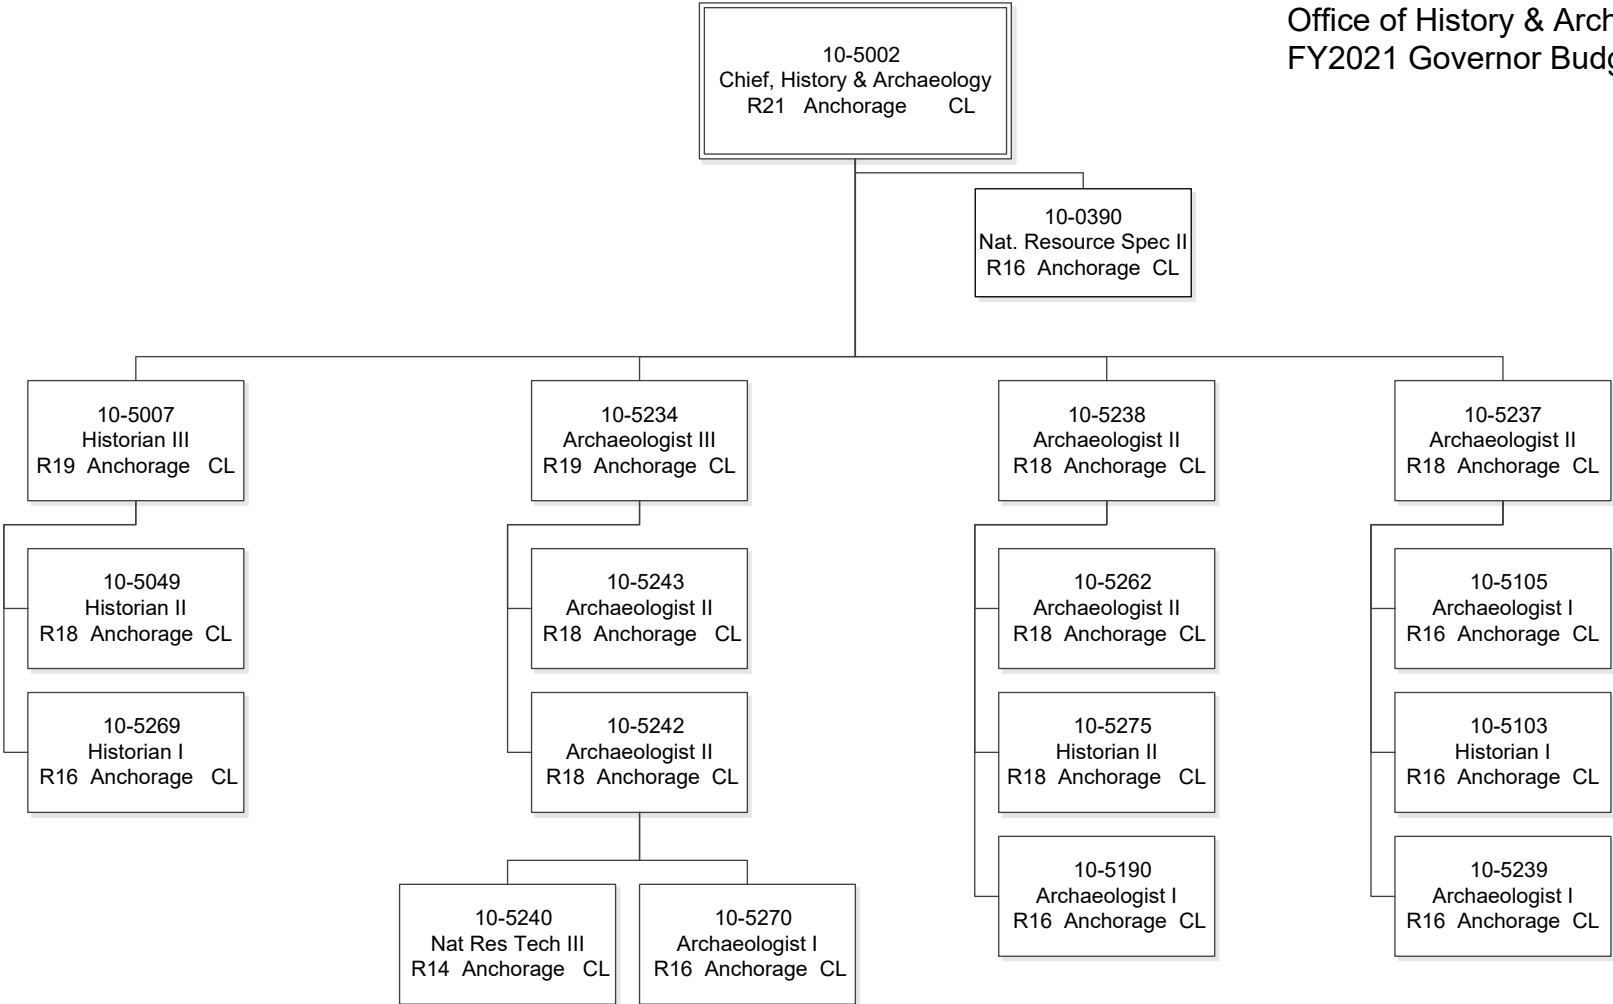 Office of History &
FY2021 Governor
10-5002
Chief, History & Archaeology
R21 Anchorage CL
10-0390
Nat. Resource Spec II
R16 Anchorage CL
10-5007
Historian III
R19 Anchorage CL
10-5234
Archaeologist III
R19 Anchorage CL
10-5238
Archaeologist II
R18 Anchorage CL
10-5237
Archaeologist II
R18 Anchorage CL
10-5049
Historian II
R18 Anchorage CL
10-5243
Archaeologist II
R18 Anchorage CL
10-5262
Archaeologist II
R18 Anchorage CL
10-5105
Archaeologist I
R16 Anchorage CL
10-5269
Historian I
R16 Anchorage CL
10-5242
Archaeologist II
R18 Anchorage CL
10-5275
Historian II
R18 Anchorage CL
10-5103
Historian I
R16 Anchorage CL
10-5190
Archaeologist I
R16 Anchorage CL
10-5239
Archaeologist I
R16 Anchorage CL
10-5240
Nat Res Tech III
R14 Anchorage CL
10-5270
Archaeologist I
R16 Anchorage CL